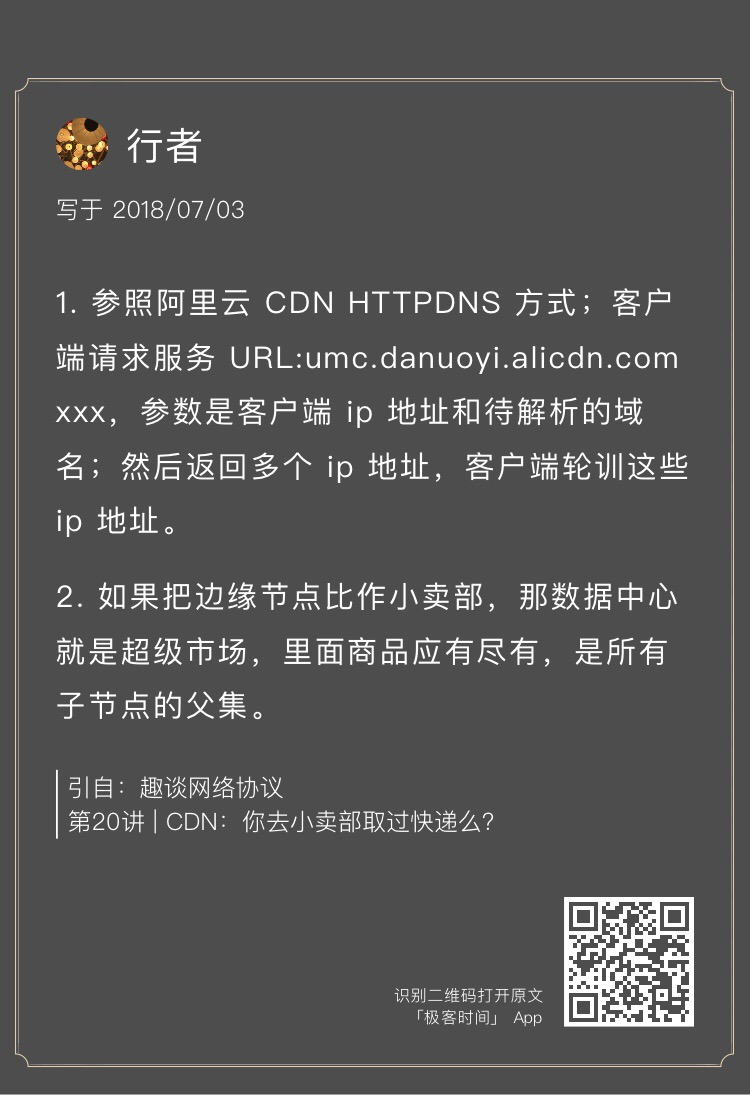 行者
写于 2018/07/03
1. 参照阿里云 CDN HTTPDNS 方式；客户
端请求服务 URL:umc.danuoyi.alicdn.com
xxx，参数是客户端 ip 地址和待解析的域
名；然后返回多个 ip 地址，客户端轮训这些
ip 地址。
2. 如果把边缘节点比作小卖部，那数据中心
就是超级市场，里面商品应有尽有，是所有
子节点的父集。
引自：趣谈网络协议
第20讲 | CDN：你去小卖部取过快递么？
识别二维码打开原文
「极客时间」 App